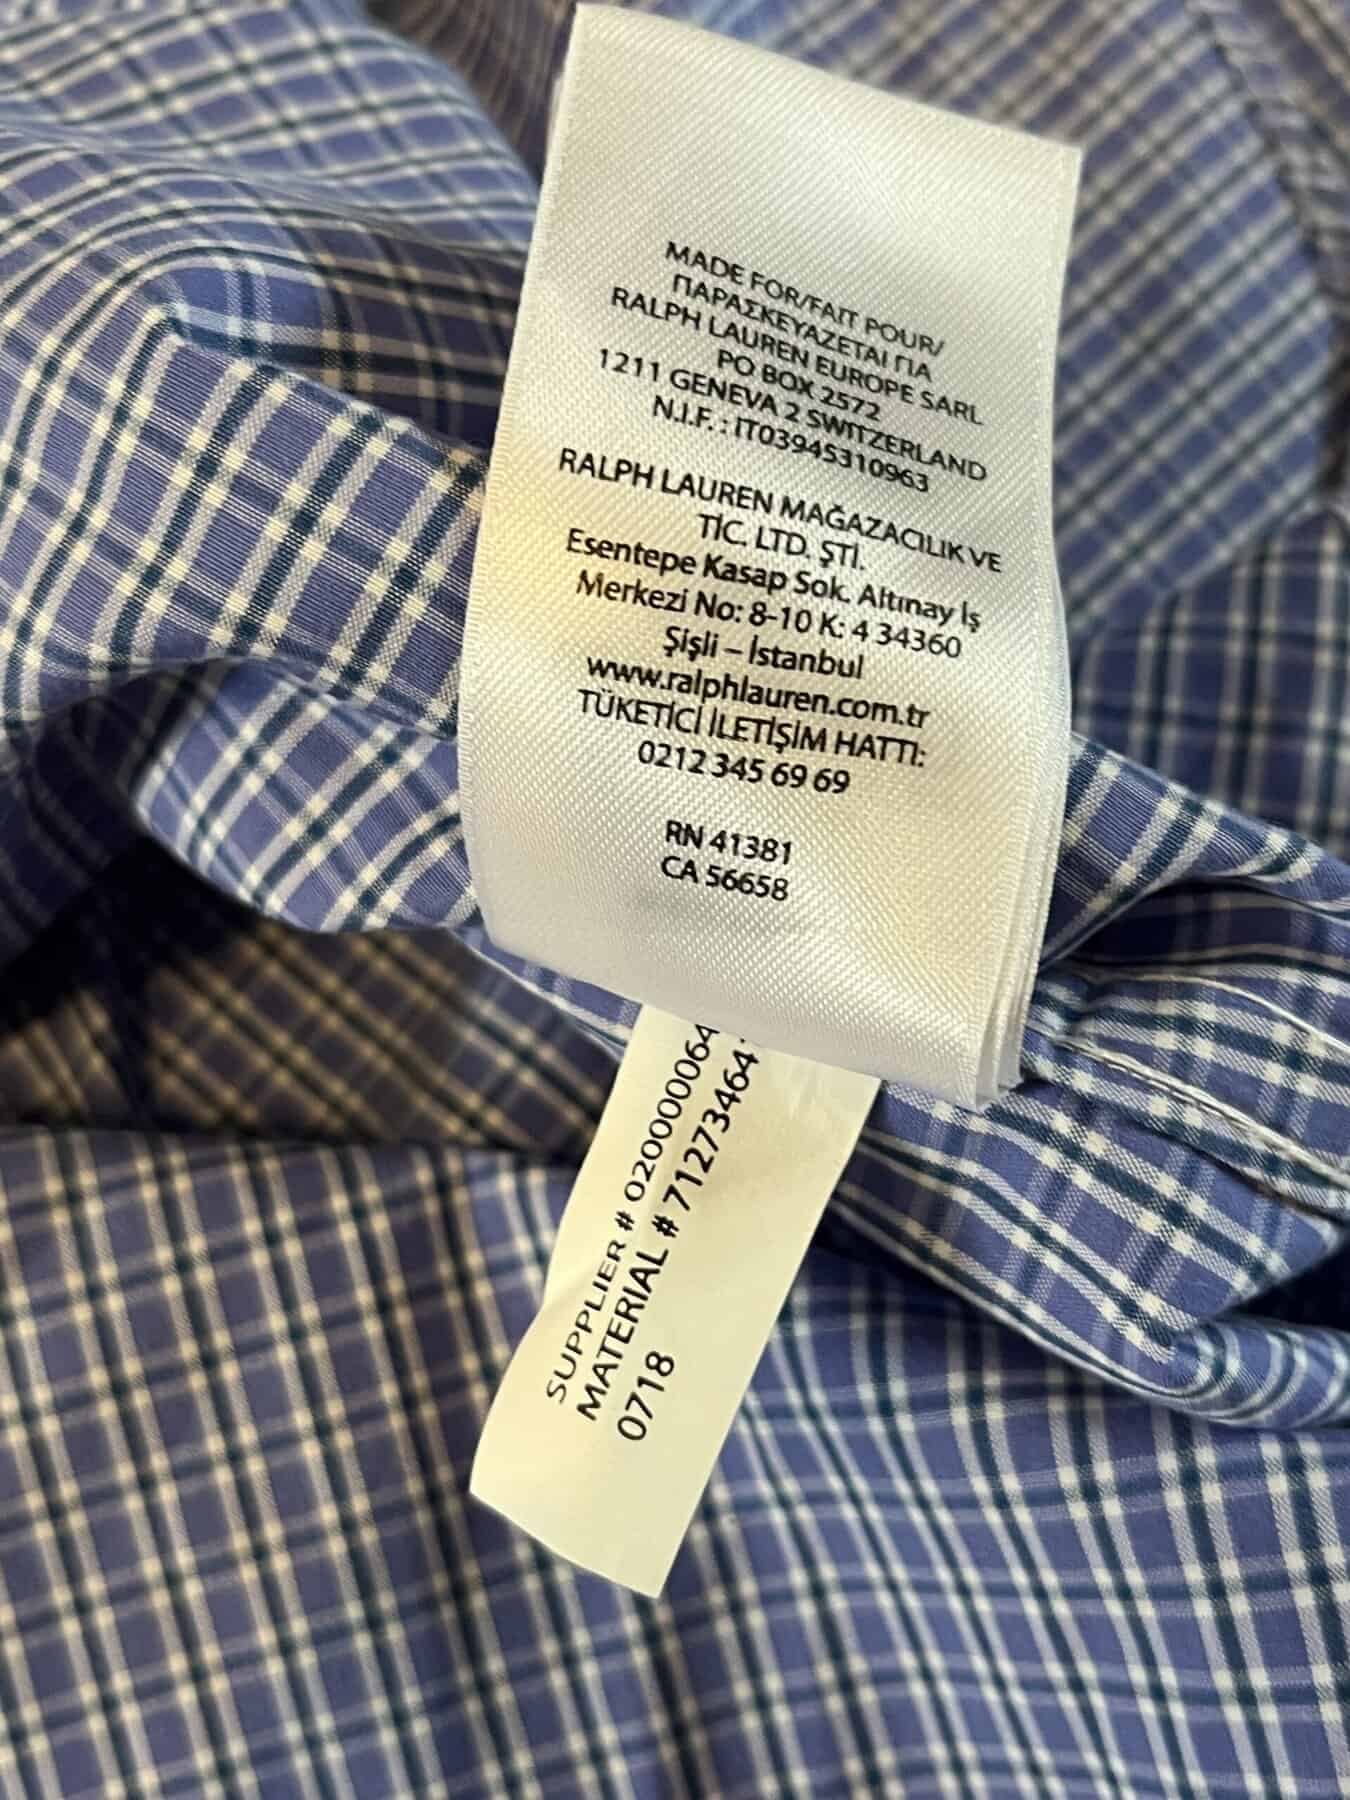 MADE FOR/FAIT POUR/
ΠΑΡΑΣΚΕΥΑΖΕΤΑΙ ΓΙΑ
RALPH LAUREN EUROPE SARL
PO BOX 2572
1211 GENEVA 2 SWITZERLAND
N.I.F. : IT03945310963
RALPH LAUREN MAĞAZACILIK VE
TİC. LTD. ŞTİ.
Esentepe Kasap Sok. Altınay İş
Merkezi No: 8-10 K: 4 34360
Şişli – İstanbul
www.ralphlauren.com.tr
TÜKETİCİ İLETİŞİM HATTI:
0212 345 69 69
RN 41381
CA 56658
SUPPLIER # 02000064
MATERIAL # 71273464
0718